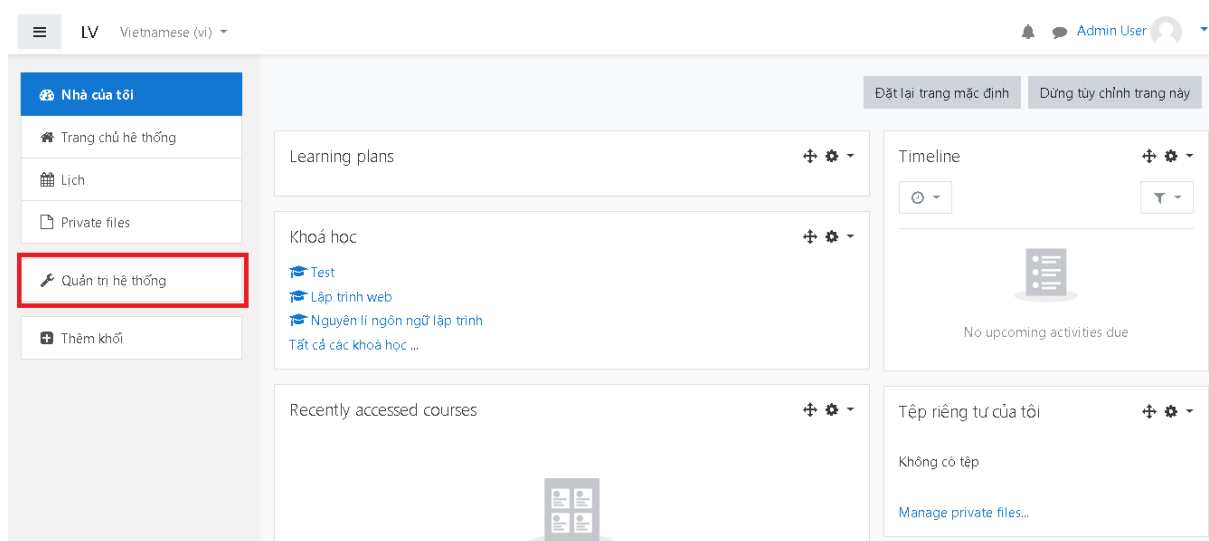 LV Vietnamese (vi)
Admin User
Nhà của tôi
Trang chủ hệ thống
Lịch
Private files
Quản trị hệ thống
Thêm khối
Đặt lại trang mặc định
Dừng tùy chỉnh trang này
Learning plans
Khoá học
Test
Lập trình web
Nguyên lí ngôn ngữ lập trình
Tất cả các khoá học ...
Recently accessed courses
Timeline
No upcoming activities due
Tệp riêng tư của tôi
Không có tệp
Manage private files...